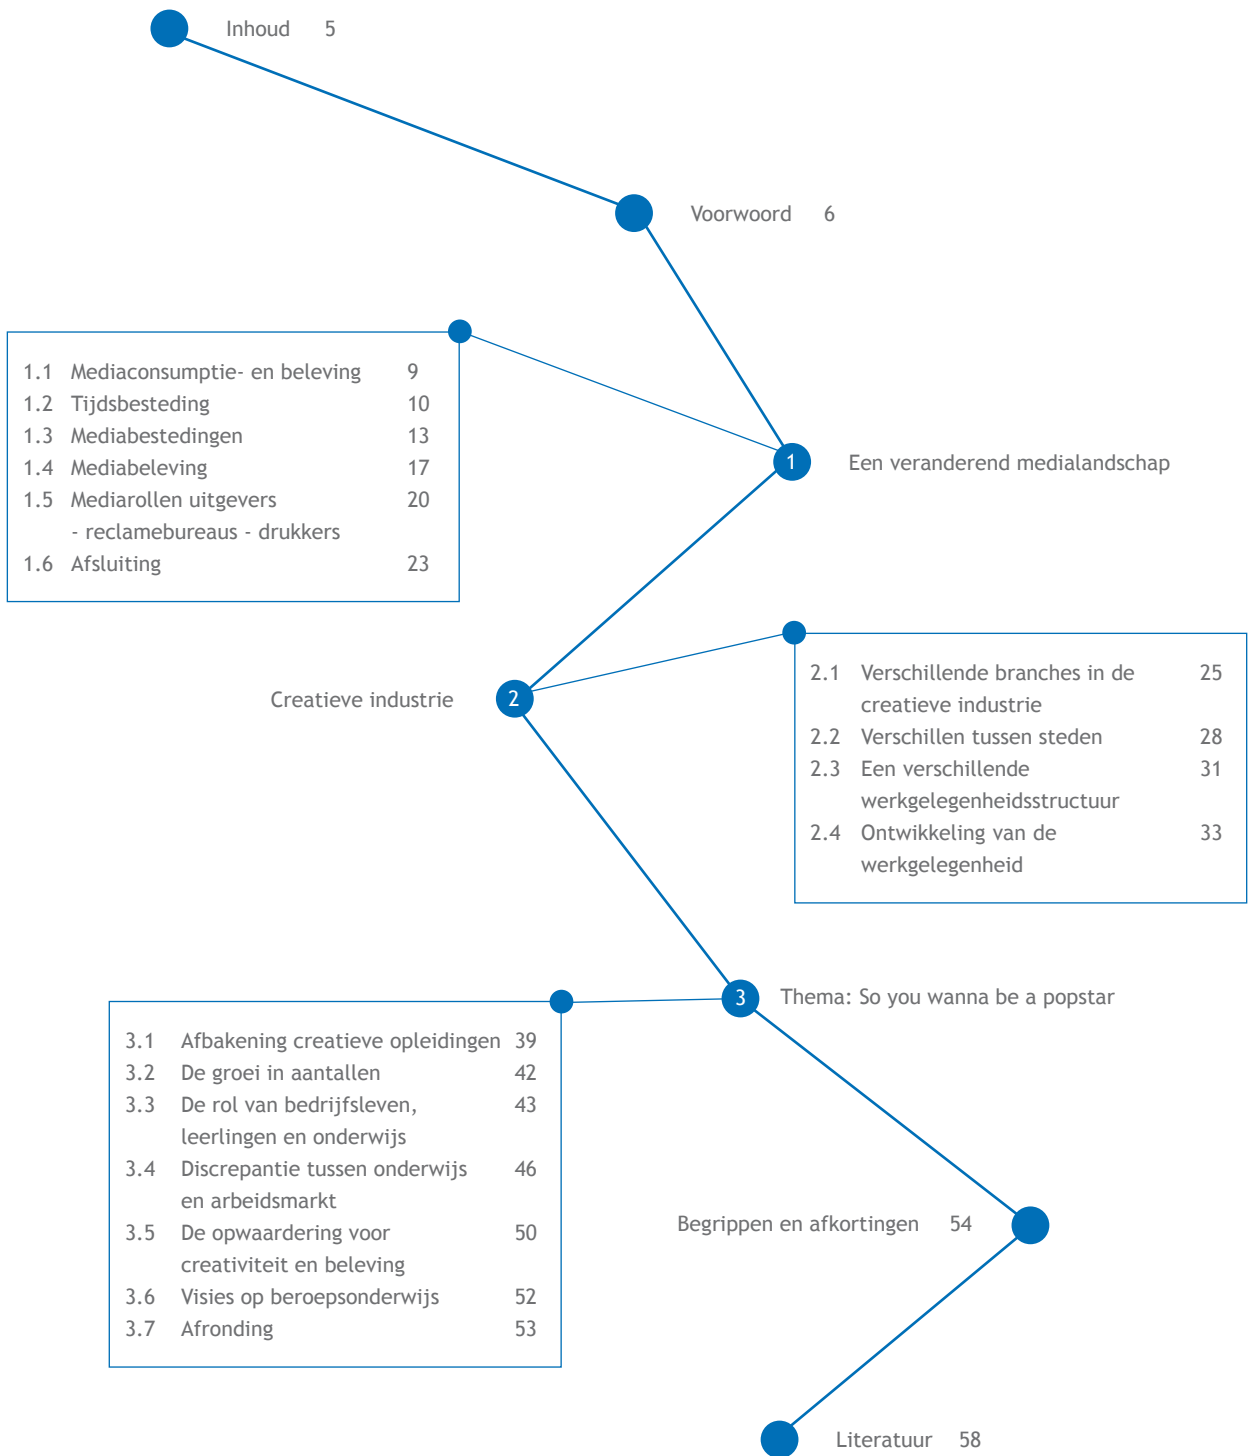 Inhoud 5
Voorwoord 6
1 Een veranderend medialandschap
1.1 Mediaconsumptie- en beleving 9
1.2 Tijdsbesteding 10
1.3 Mediabestedingen 13
1.4 Mediabeleving 17
1.5 Mediarollen uitgevers 20
- reclamebureaus - drukkers
1.6 Afsluiting 23
Creatieve industrie 2
2.1 Verschillende branches in de 25
creatieve industrie
2.2 Verschillen tussen steden 28
2.3 Een verschillende 31
werkgelegenheidsstructuur
2.4 Ontwikkeling van de 33
werkgelegenheid
3 Thema: So you wanna be a popstar
3.1 Afbakening creatieve opleidingen 39
3.2 De groei in aantallen 42
3.3 De rol van bedrijfsleven, 43
leerlingen en onderwijs
3.4 Discrepantie tussen onderwijs 46
en arbeidsmarkt
3.5 De opwaardering voor 50
creativiteit en beleving
3.6 Visies op beroepsonderwijs 52
3.7 Afronding 53
Begrippen en afkortingen 54
Literatuur 58